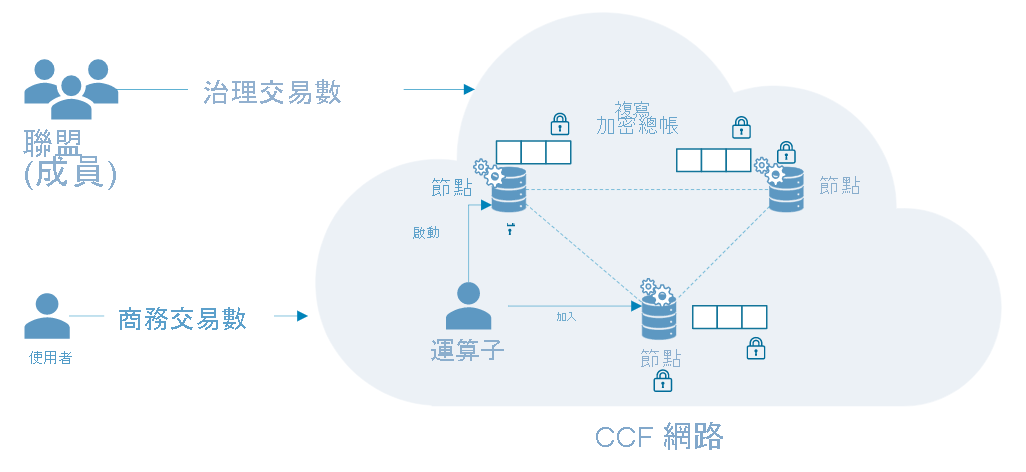 治理交易數
聯盟
(成員)
複寫
加密總帳
節點
節點
啟動
商務交易數
使用者
加入
運算子
節點
CCF 網路